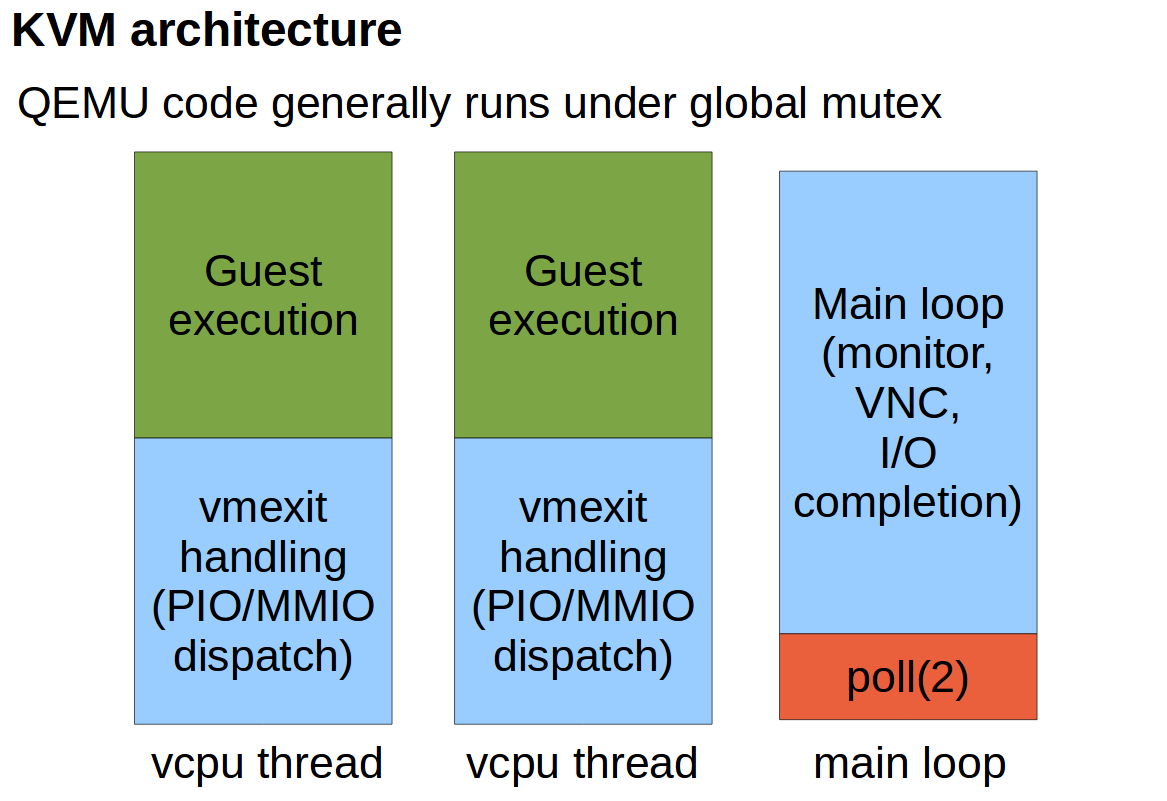 KVM architecture
QEMU code generally runs under global mutex
Guest
execution
vmexit
handling
(PIO/MMIO
dispatch)
vcpu thread
Guest
execution
vmexit
handling
(PIO/MMIO
dispatch)
vcpu thread
Main loop
(monitor,
VNC,
I/O
completion)
poll(2)
main loop